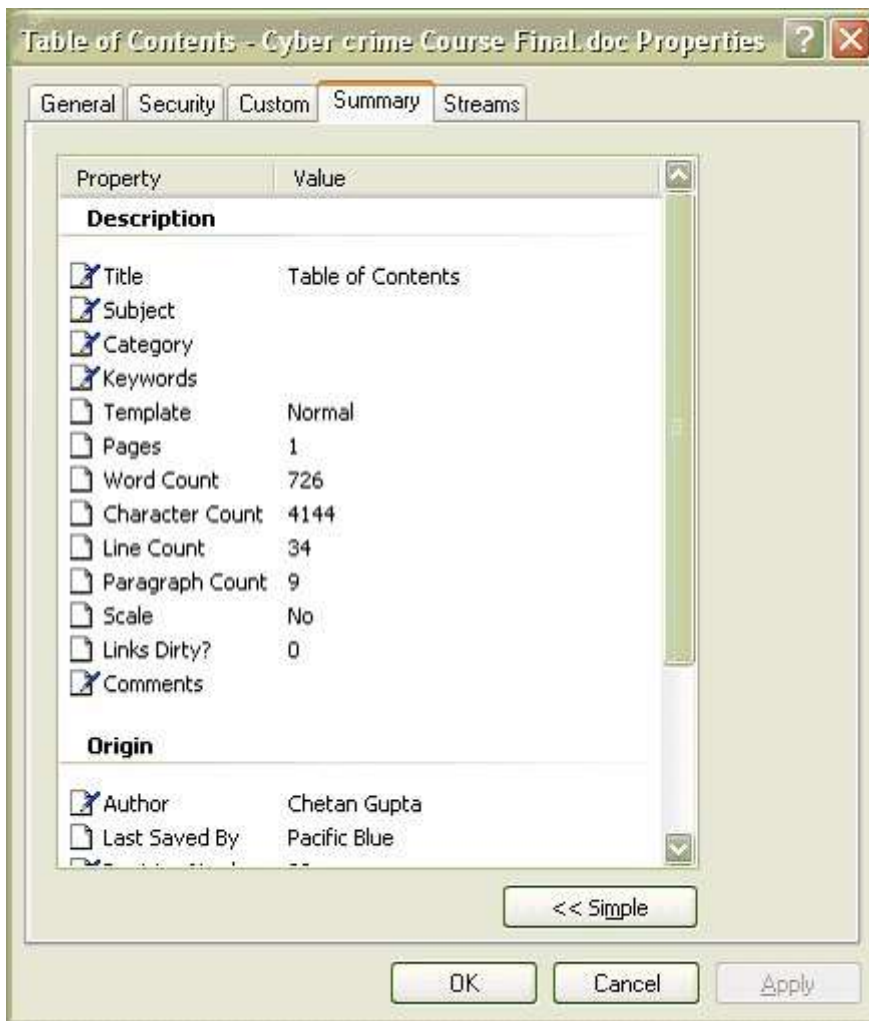 Table of Contents - Cyber crime Course Final.doc Properties
General Security Custom Summary Streams
Property Value
Description
Title Table of Contents
Subject
Category
Keywords
Template Normal
Pages 1
Word Count 726
Character Count 4144
Line Count 34
Paragraph Count 9
Scale No
Links Dirty? 0
Comments
Origin
Author Chetan Gupta
Last Saved By Pacific Blue
<< Simple
OK Cancel Apply